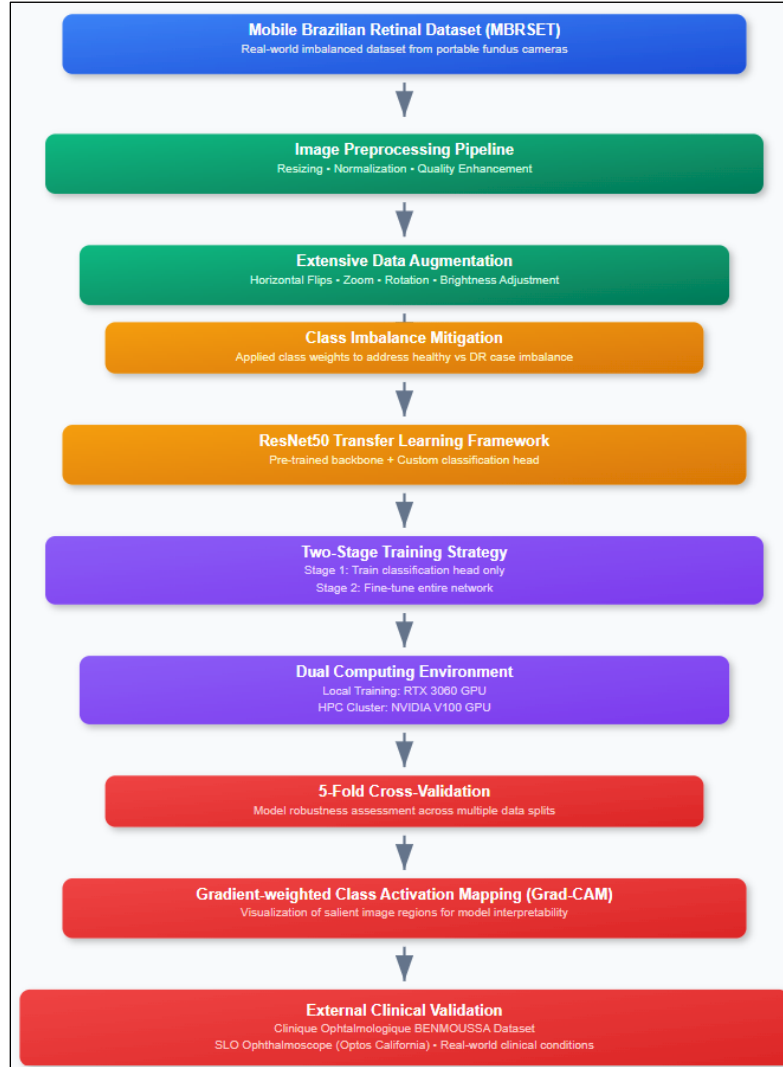 Mobile Brazilian Retinal Dataset (MBRSET)
Real-world imbalanced dataset from portable fundus cameras
Image Preprocessing Pipeline
Resizing • Normalization • Quality Enhancement
Extensive Data Augmentation
Horizontal Flips • Zoom • Rotation • Brightness Adjustment
Class Imbalance Mitigation
Applied class weights to address healthy vs DR case imbalance
ResNet50 Transfer Learning Framework
Pre-trained backbone + Custom classification head
Two-Stage Training Strategy
Stage 1: Train classification head only
Stage 2: Fine-tune entire network
Dual Computing Environment
Local Training: RTX 3060 GPU
HPC Cluster: NVIDIA V100 GPU
5-Fold Cross-Validation
Model robustness assessment across multiple data splits
Gradient-weighted Class Activation Mapping (Grad-CAM)
Visualization of salient image regions for model interpretability
External Clinical Validation
Clinique Ophtalmologique BENMOUSSA Dataset
SLO Ophthalmoscope (Optos California) • Real-world clinical conditions